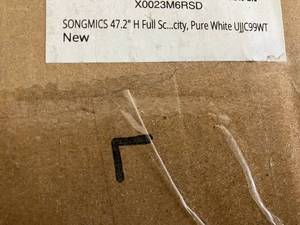 X0023M6RSD
SONGMICS 47.2" H Full Sc...city, Pure White UJJC99WT
New